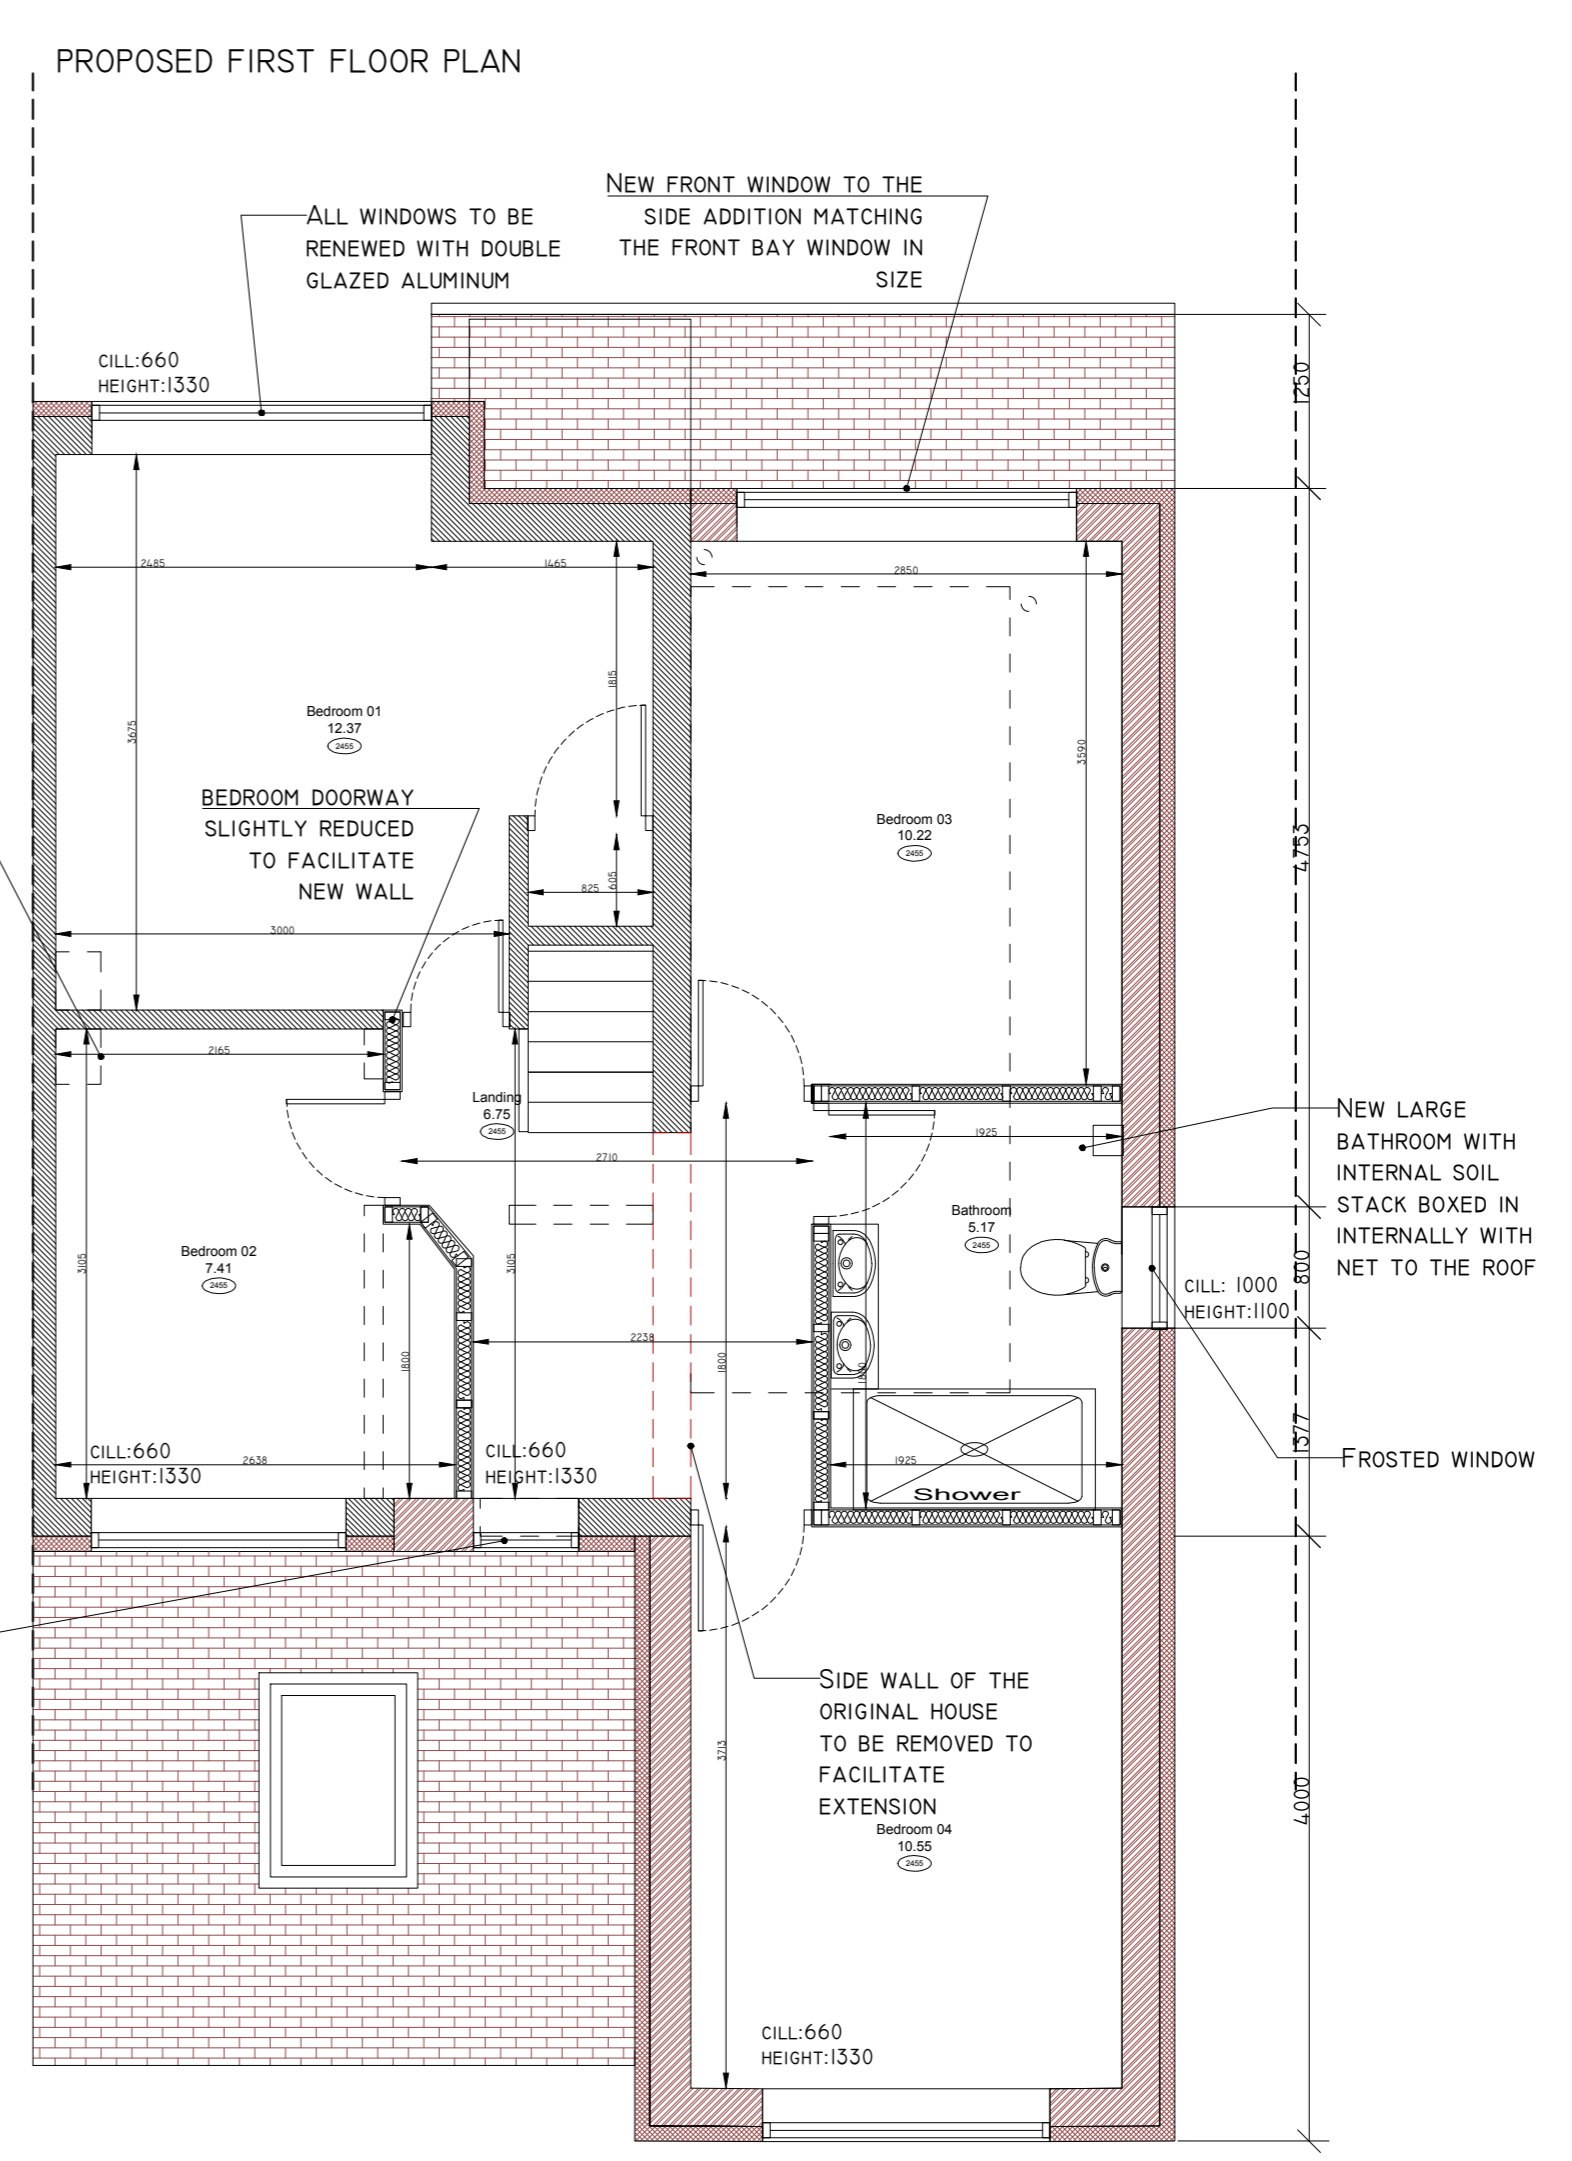 PROPOSED FIRST FLOOR PLAN
NEW FRONT WINDOW TO THE
SIDE ADDITION MATCHING
THE FRONT BAY WINDOW IN
SIZE
ALL WINDOWS TO BE
RENEWED WITH DOUBLE
GLAZED ALUMINUM
CILL:660
HEIGHT:1330
1250
2485
1465
2850
1815
3675
3590
Bedroom 01
12.37
2455
BEDROOM DOORWAY
SLIGHTLY REDUCED
TO FACILITATE
NEW WALL
Bedroom 03
10.22
2455
4753
825
605
3000
2165
Landing
6.75
2455
2710
1925
NEW LARGE
BATHROOM WITH
INTERNAL SOIL
STACK BOXED IN
INTERNALLY WITH
NET TO THE ROOF
Bathroom
5.17
2455
Bedroom 02
7.41
2455
3105
3105
800
CILL: 1000
HEIGHT:1100
2238
1800
1800
1800
1377
CILL:660
HEIGHT:1330
2638
CILL:660
HEIGHT:1330
1925
Shower
FROSTED WINDOW
SIDE WALL OF THE
ORIGINAL HOUSE
TO BE REMOVED TO
FACILITATE
EXTENSION
3713
4000
Bedroom 04
10.55
2455
CILL:660
HEIGHT:1330